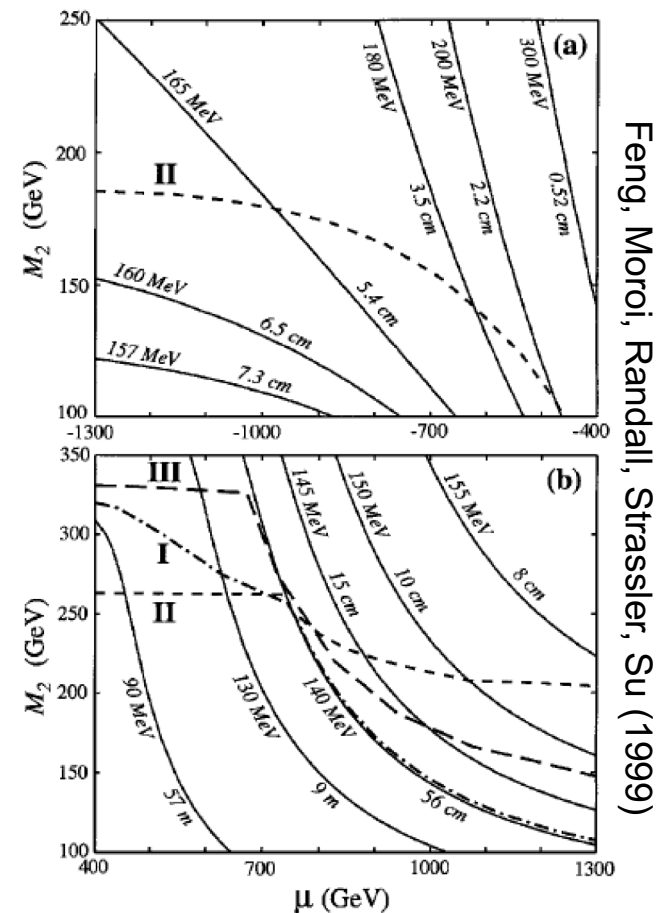 250
(a)
165 MeV
180 MeV
200 MeV
300 MeV
200
II
3.5 cm
2.2 cm
0.52 cm
M₂ (GeV)
150
160 MeV
5.4 cm
6.5 cm
157 MeV
7.3 cm
100
-1300
-1000
-700
-400
350
III
(b)
145 MeV
150 MeV
155 MeV
300
I
15 cm
10 cm
8 cm
II
250
M₂ (GeV)
200
90 MeV
130 MeV
140 MeV
150
57 m
9 m
56 cm
100
400
700
1000
1300
μ (GeV)
Feng, Moroi, Randall, Strassler, Su (1999)